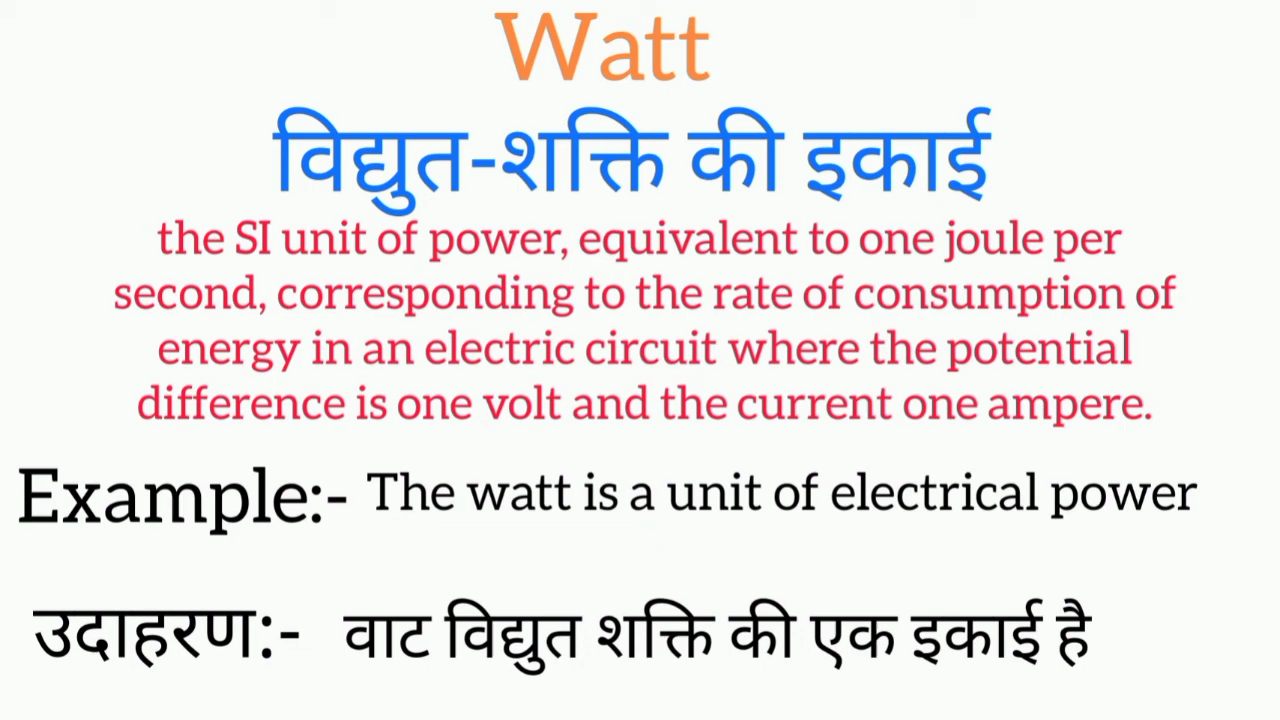 Watt
विद्युत-शक्ति की इकाई
the SI unit of power, equivalent to one joule per
second, corresponding to the rate of consumption of
energy in an electric circuit where the potential
difference is one volt and the current one ampere.
Example:- The watt is a unit of electrical power
उदाहरण:- वाट विद्युत शक्ति की एक इकाई है